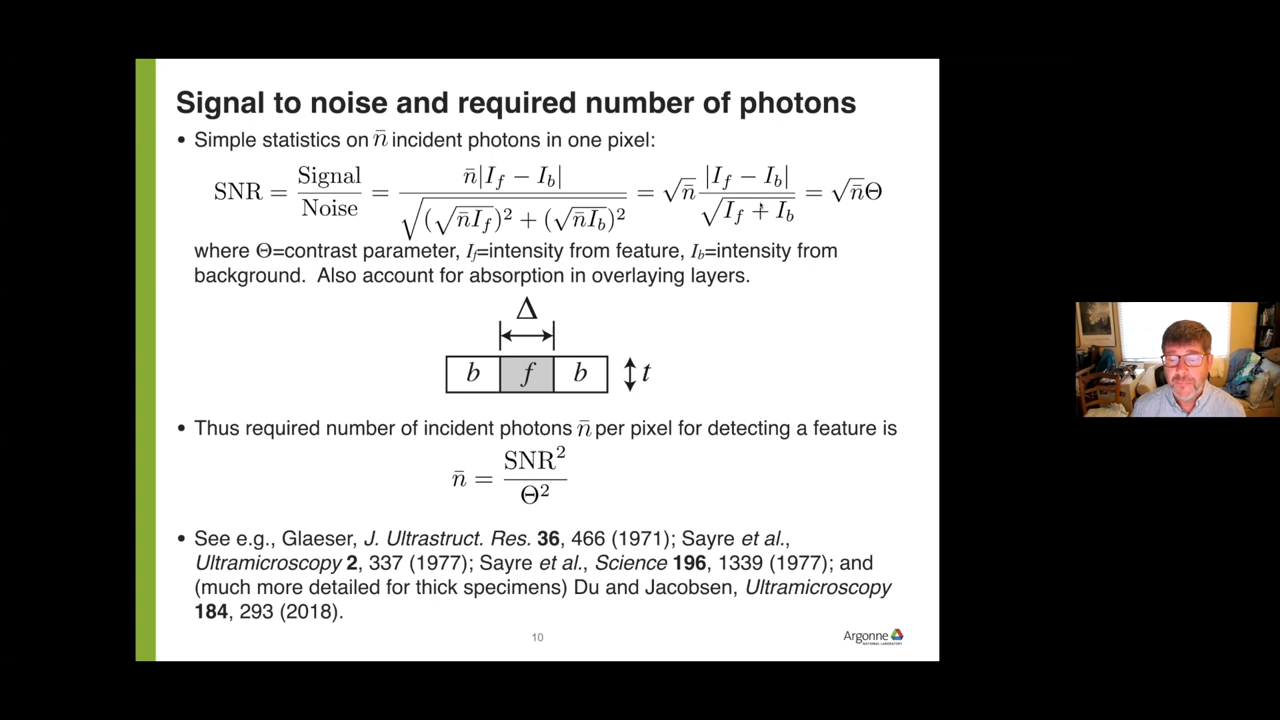 Signal to noise and required number of photons
• Simple statistics on n̄ incident photons in one pixel:
SNR = Signal / Noise = n̄|I_f − I_b| / √((√(n̄I_f))² + (√(n̄I_b))²) = √n̄ |I_f − I_b| / √(I_f + I_b) = √n̄Θ
where Θ=contrast parameter, I_f=intensity from feature, I_b=intensity from
background. Also account for absorption in overlaying layers.
Δ
b f b t
• Thus required number of incident photons n̄ per pixel for detecting a feature is
n̄ = SNR² / Θ²
• See e.g., Glaeser, J. Ultrastruct. Res. 36, 466 (1971); Sayre et al.,
Ultramicroscopy 2, 337 (1977); Sayre et al., Science 196, 1339 (1977); and
(much more detailed for thick specimens) Du and Jacobsen, Ultramicroscopy
184, 293 (2018).
10
Argonne
NATIONAL LABORATORY